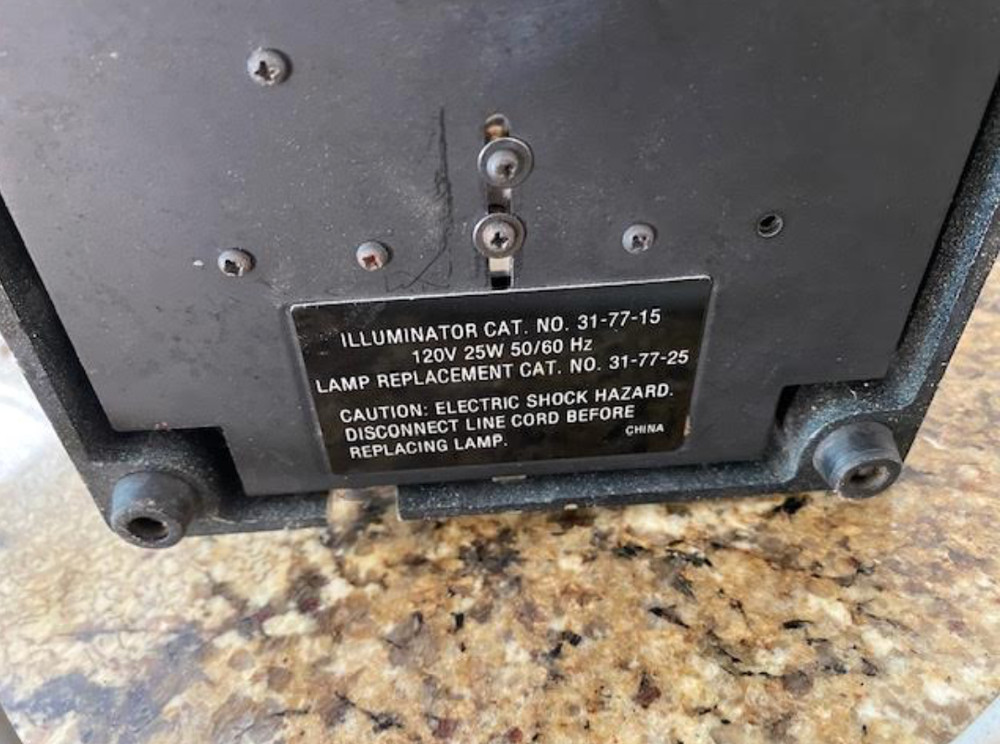 ILLUMINATOR CAT. NO. 31-77-15
120V 25W 50/60 Hz
LAMP REPLACEMENT CAT. NO. 31-77-25
CAUTION: ELECTRIC SHOCK HAZARD.
DISCONNECT LINE CORD BEFORE
REPLACING LAMP.
CHINA